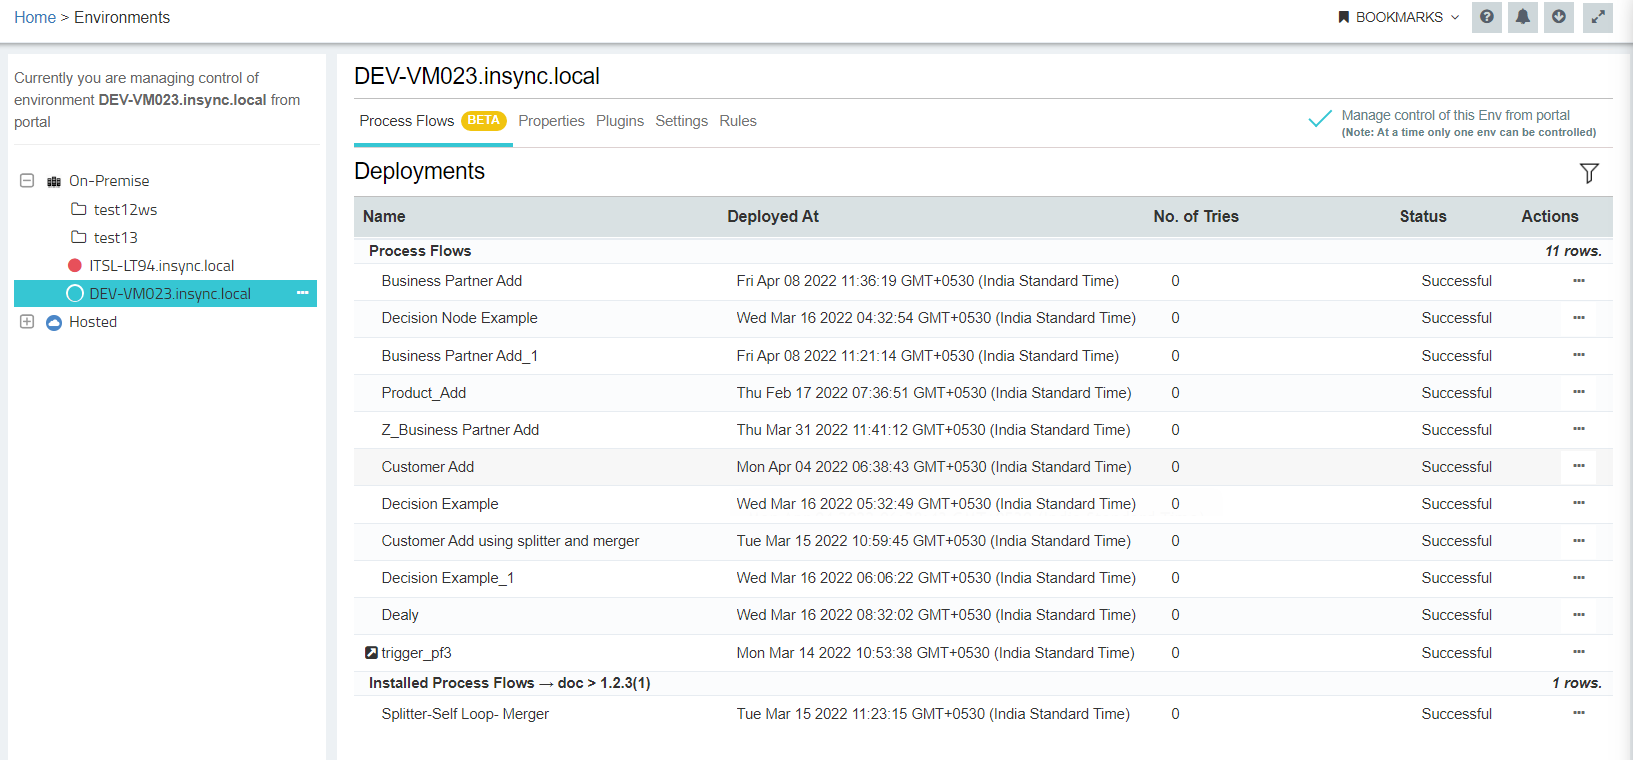 Home > Environments
BOOKMARKS
Currently you are managing control of
environment DEV-VM023.insync.local from
portal
On-Premise
test12ws
test13
ITSL-LT94.insync.local
DEV-VM023.insync.local
Hosted
DEV-VM023.insync.local
Process Flows BETA Properties Plugins Settings Rules
Manage control of this Env from portal
(Note: At a time only one env can be controlled)
Deployments
Name Deployed At No. of Tries Status Actions
Process Flows 11 rows.
Business Partner Add Fri Apr 08 2022 11:36:19 GMT+0530 (India Standard Time) 0 Successful
Decision Node Example Wed Mar 16 2022 04:32:54 GMT+0530 (India Standard Time) 0 Successful
Business Partner Add_1 Fri Apr 08 2022 11:21:14 GMT+0530 (India Standard Time) 0 Successful
Product_Add Thu Feb 17 2022 07:36:51 GMT+0530 (India Standard Time) 0 Successful
Z_Business Partner Add Thu Mar 31 2022 11:41:12 GMT+0530 (India Standard Time) 0 Successful
Customer Add Mon Apr 04 2022 06:38:43 GMT+0530 (India Standard Time) 0 Successful
Decision Example Wed Mar 16 2022 05:32:49 GMT+0530 (India Standard Time) 0 Successful
Customer Add using splitter and merger Tue Mar 15 2022 10:59:45 GMT+0530 (India Standard Time) 0 Successful
Decision Example_1 Wed Mar 16 2022 06:06:22 GMT+0530 (India Standard Time) 0 Successful
Dealy Wed Mar 16 2022 08:32:02 GMT+0530 (India Standard Time) 0 Successful
trigger_pf3 Mon Mar 14 2022 10:53:38 GMT+0530 (India Standard Time) 0 Successful
Installed Process Flows → doc > 1.2.3(1) 1 rows.
Splitter-Self Loop- Merger Tue Mar 15 2022 11:23:15 GMT+0530 (India Standard Time) 0 Successful